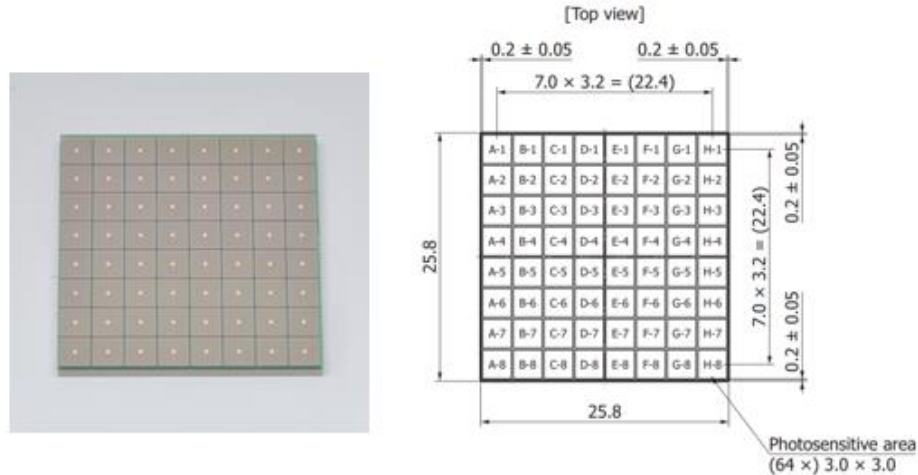 [Top view]
0.2 ± 0.05 0.2 ± 0.05
7.0 × 3.2 = (22.4)
A-1 B-1 C-1 D-1 E-1 F-1 G-1 H-1
A-2 B-2 C-2 D-2 E-2 F-2 G-2 H-2
A-3 B-3 C-3 D-3 E-3 F-3 G-3 H-3
A-4 B-4 C-4 D-4 E-4 F-4 G-4 H-4
A-5 B-5 C-5 D-5 E-5 F-5 G-5 H-5
A-6 B-6 C-6 D-6 E-6 F-6 G-6 H-6
A-7 B-7 C-7 D-7 E-7 F-7 G-7 H-7
A-8 B-8 C-8 D-8 E-8 F-8 G-8 H-8
25.8
7.0 × 3.2 = (22.4)
0.2 ± 0.05
0.2 ± 0.05
25.8
Photosensitive area
(64 ×) 3.0 × 3.0